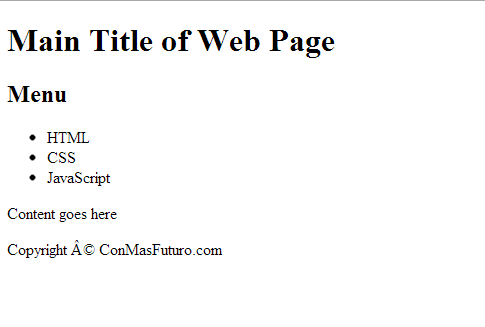 Main Title of Web Page
Menu
HTML
CSS
JavaScript
Content goes here
Copyright Â© ConMasFuturo.com